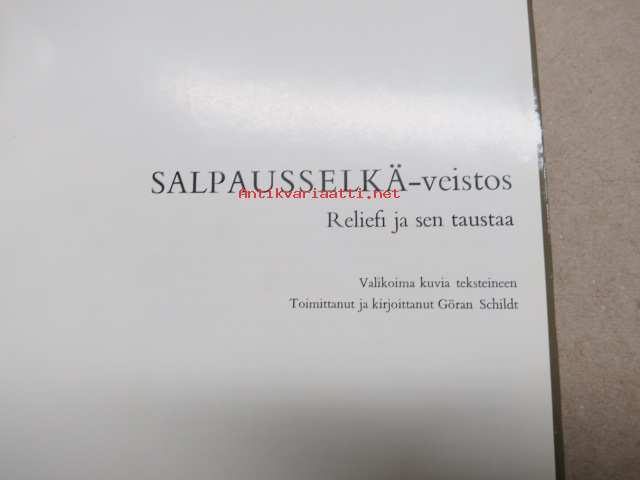 SALPAUSSELKÄ-veistos
Antikvariaatti.net
Reliefi ja sen taustaa
Valikoima kuvia teksteineen
Toimittanut ja kirjoittanut Göran Schildt